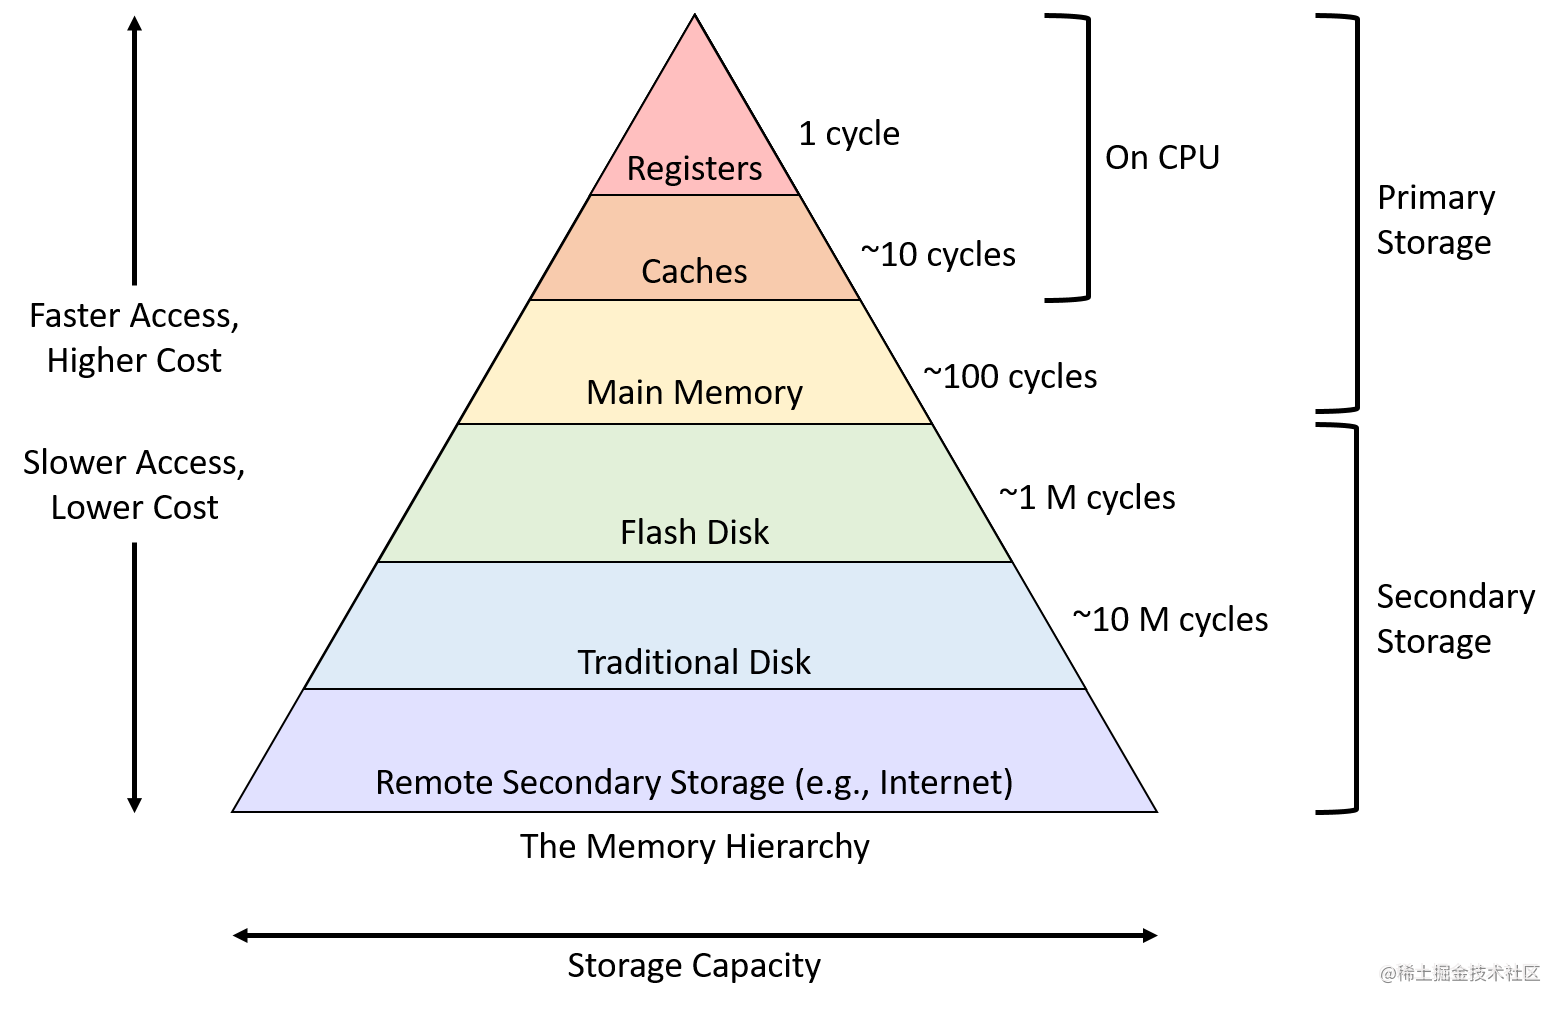 1 cycle
On CPU
Registers
Primary
Storage
~10 cycles
Caches
Faster Access,
Higher Cost
~100 cycles
Main Memory
Slower Access,
Lower Cost
~1 M cycles
Flash Disk
Secondary
Storage
~10 M cycles
Traditional Disk
Remote Secondary Storage (e.g., Internet)
The Memory Hierarchy
Storage Capacity
@稀土掘金技术社区